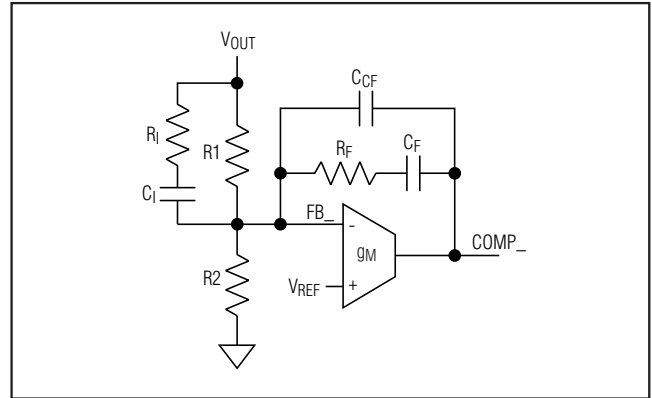 VOUT
CCF
RI
R1
RF
CF
CI
FB_
-
gM
COMP_
R2
VREF
+